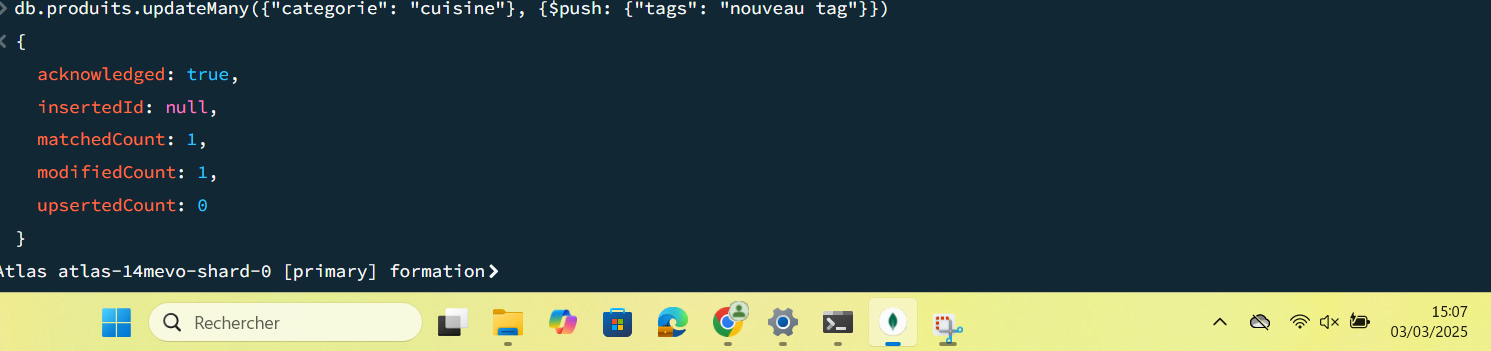 db.produits.updateMany({"categorie": "cuisine"}, {$push: {"tags": "nouveau tag"}})
{
acknowledged: true,
insertedId: null,
matchedCount: 1,
modifiedCount: 1,
upsertedCount: 0
}
Atlas atlas-14mevo-shard-0 [primary] formation>
Rechercher
15:07
03/03/2025